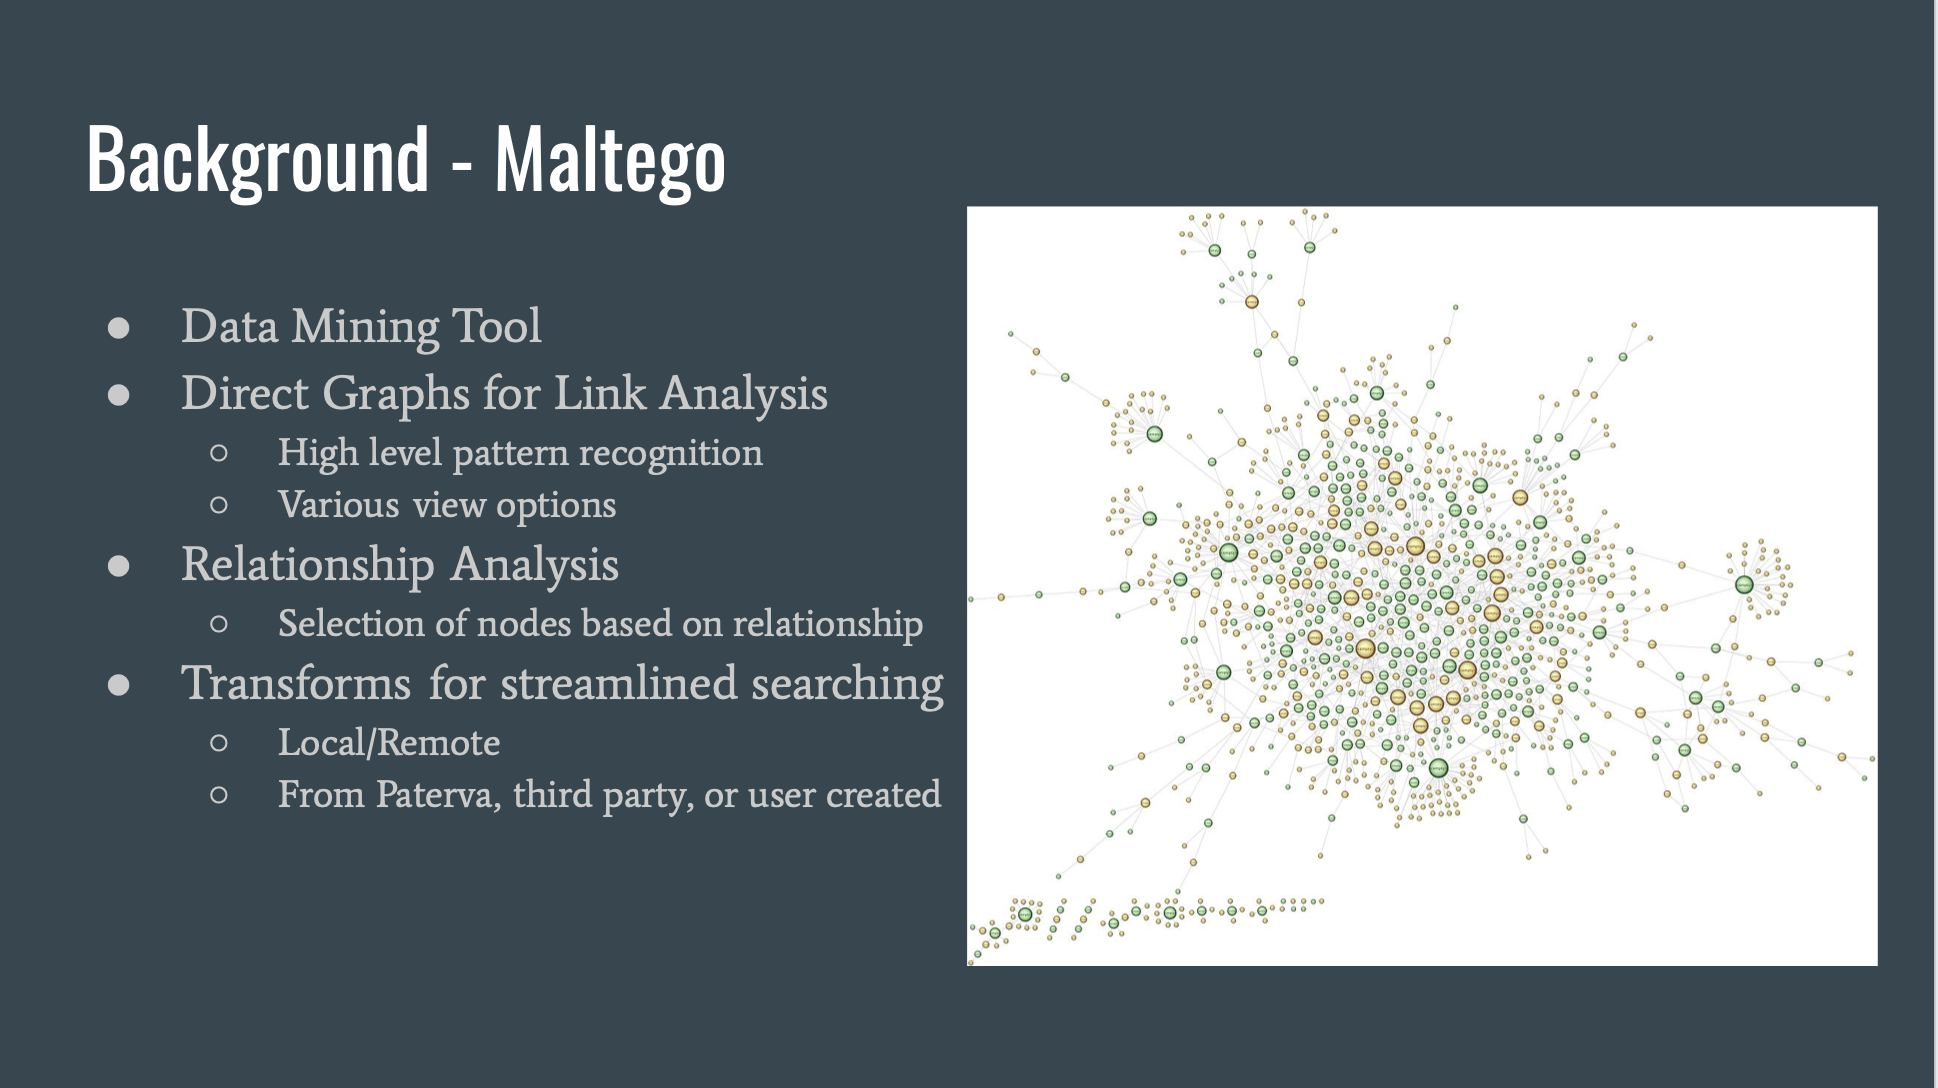 Background - Maltego
● Data Mining Tool
● Direct Graphs for Link Analysis
○ High level pattern recognition
○ Various view options
● Relationship Analysis
○ Selection of nodes based on relationship
● Transforms for streamlined searching
○ Local/Remote
○ From Paterva, third party, or user created